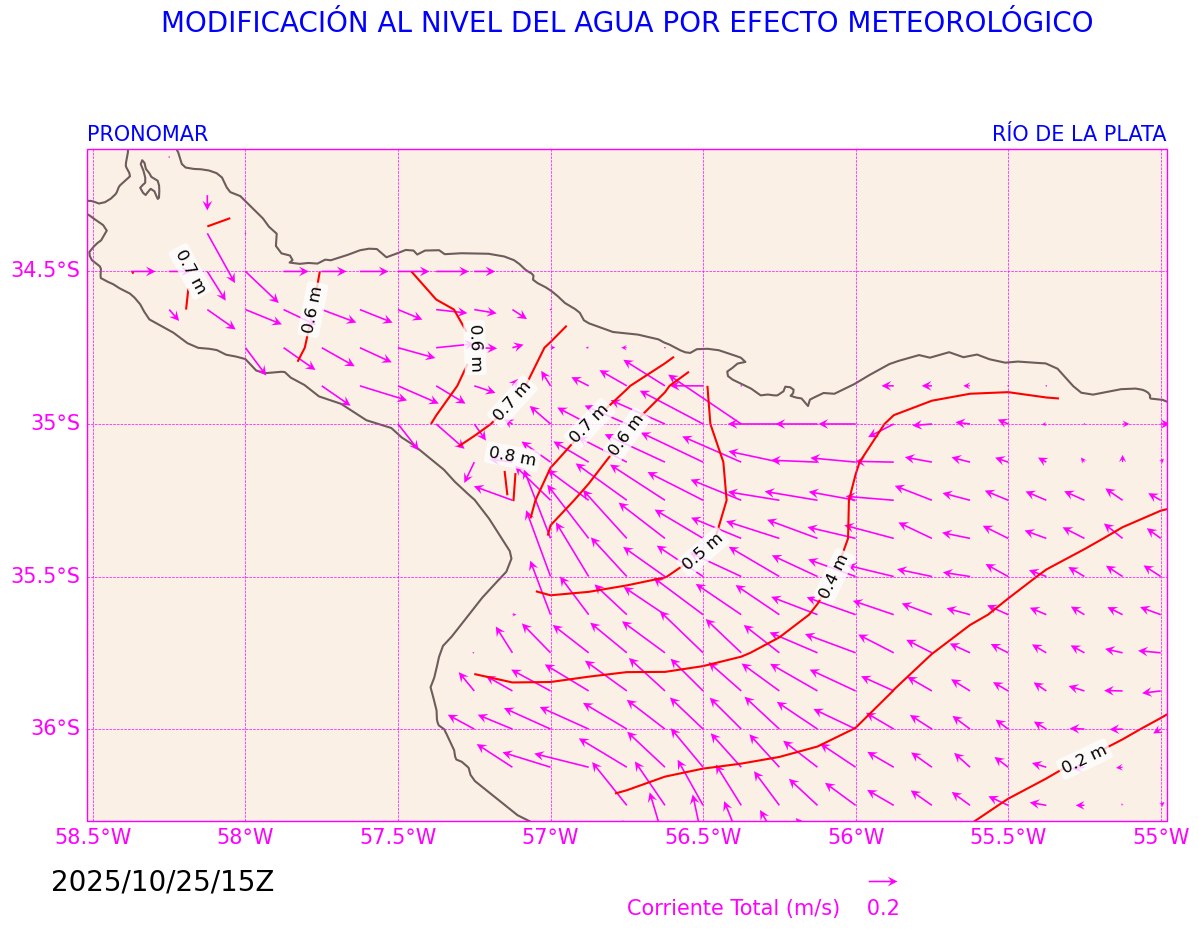 MODIFICACIÓN AL NIVEL DEL AGUA POR EFECTO METEOROLÓGICO
PRONOMAR
RÍO DE LA PLATA
34.5°S
35°S
35.5°S
36°S
0.7 m
0.6 m
0.6 m
0.7 m
0.7 m
0.6 m
0.8 m
0.5 m
0.4 m
0.2 m
58.5°W 58°W 57.5°W 57°W 56.5°W 56°W 55.5°W 55°W
2025/10/25/15Z
Corriente Total (m/s) 0.2